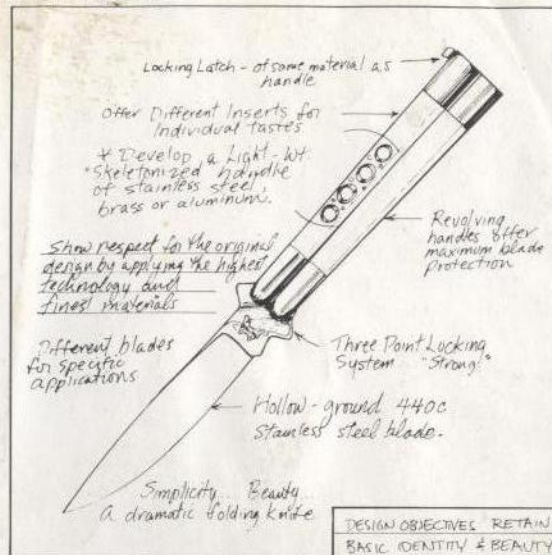 Locking Latch - of same material as
handle
Offer Different Inserts for
Individual tastes
* Develop a Light-Wt.
"Skeletonized handle
of stainless steel,
brass or aluminum.
Revolving
handles offer
maximum blade
protection
Show respect for the original
design by applying the highest
technology and
finest materials
Different blades
for specific
applications
Three Point Locking
System "Strong!"
Hollow-ground 440c
Stainless steel blade.
Simplicity... Beauty...
A dramatic folding knife
DESIGN OBJECTIVES RETAIN
BASIC IDENTITY & BEAUTY